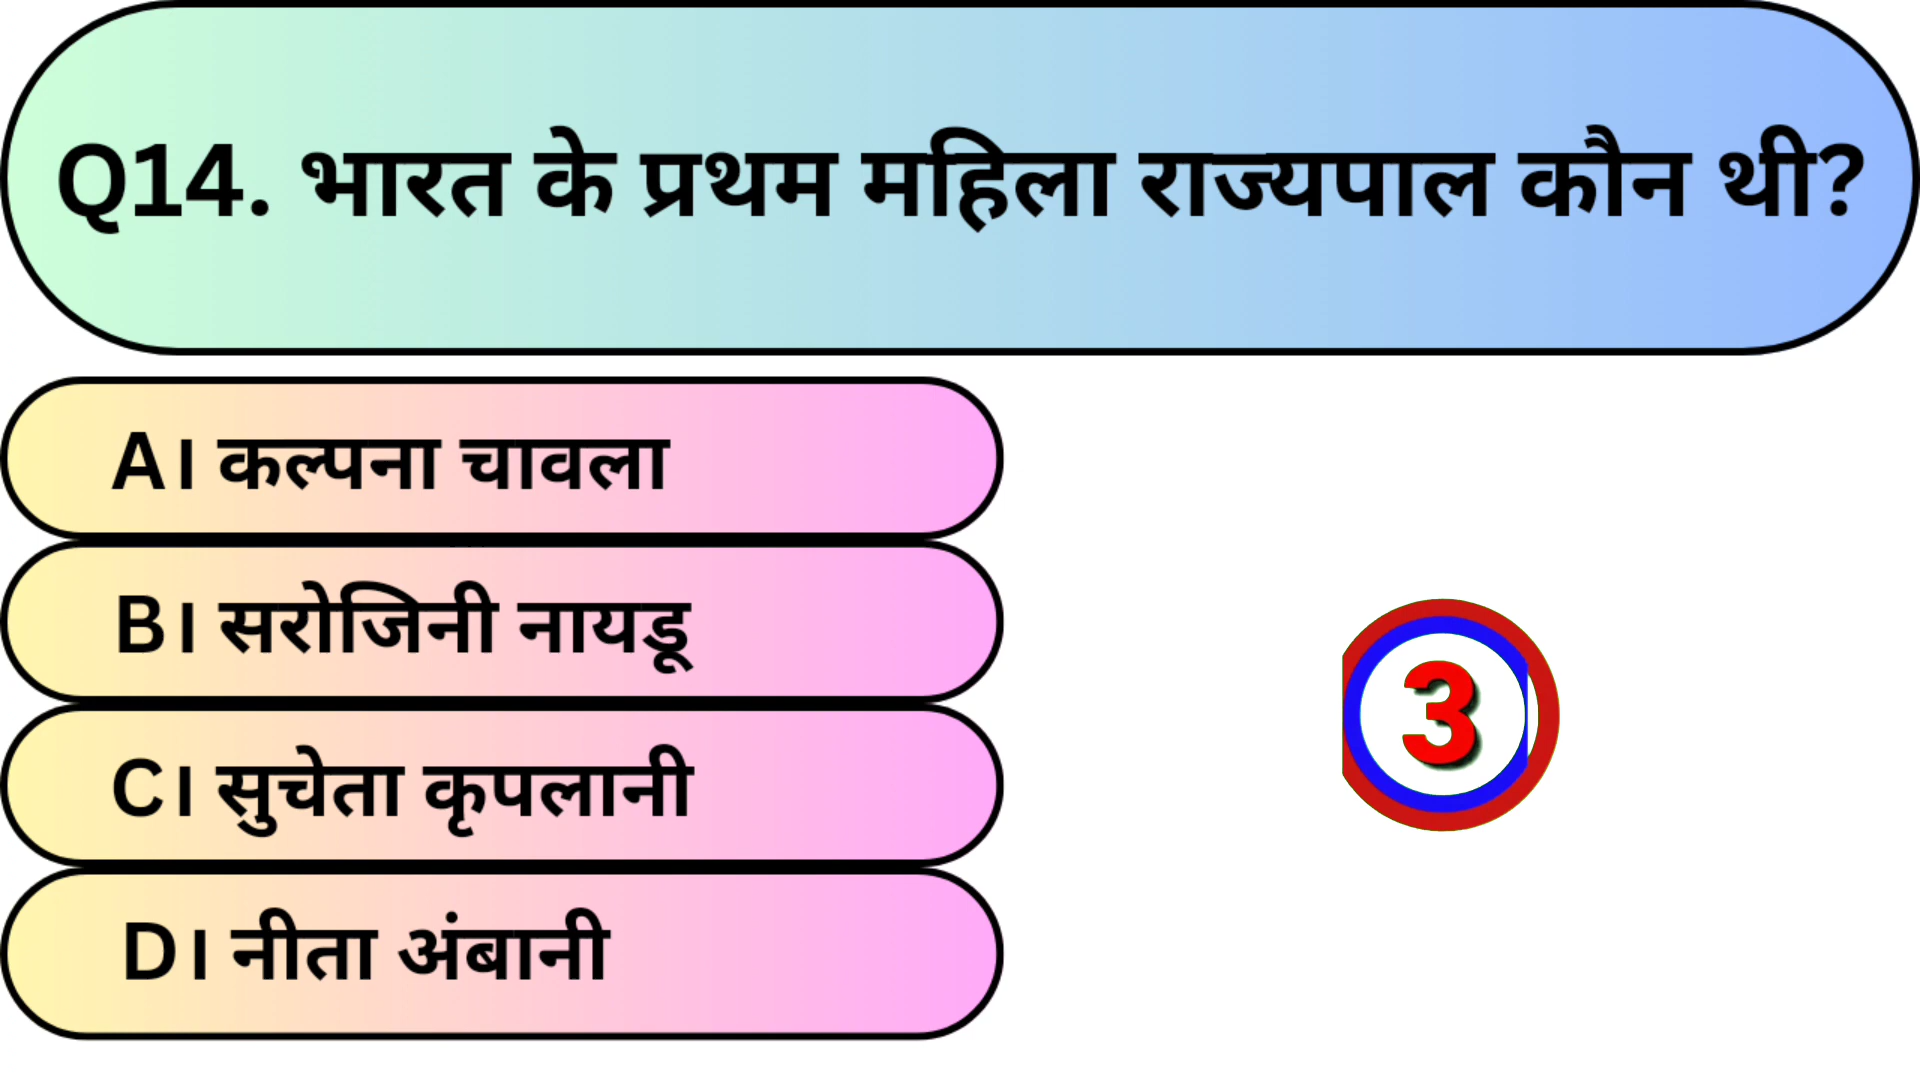 Q14. भारत के प्रथम महिला राज्यपाल कौन थी?
A। कल्पना चावला
B। सरोजिनी नायडू
C। सुचेता कृपलानी
3
D। नीता अंबानी